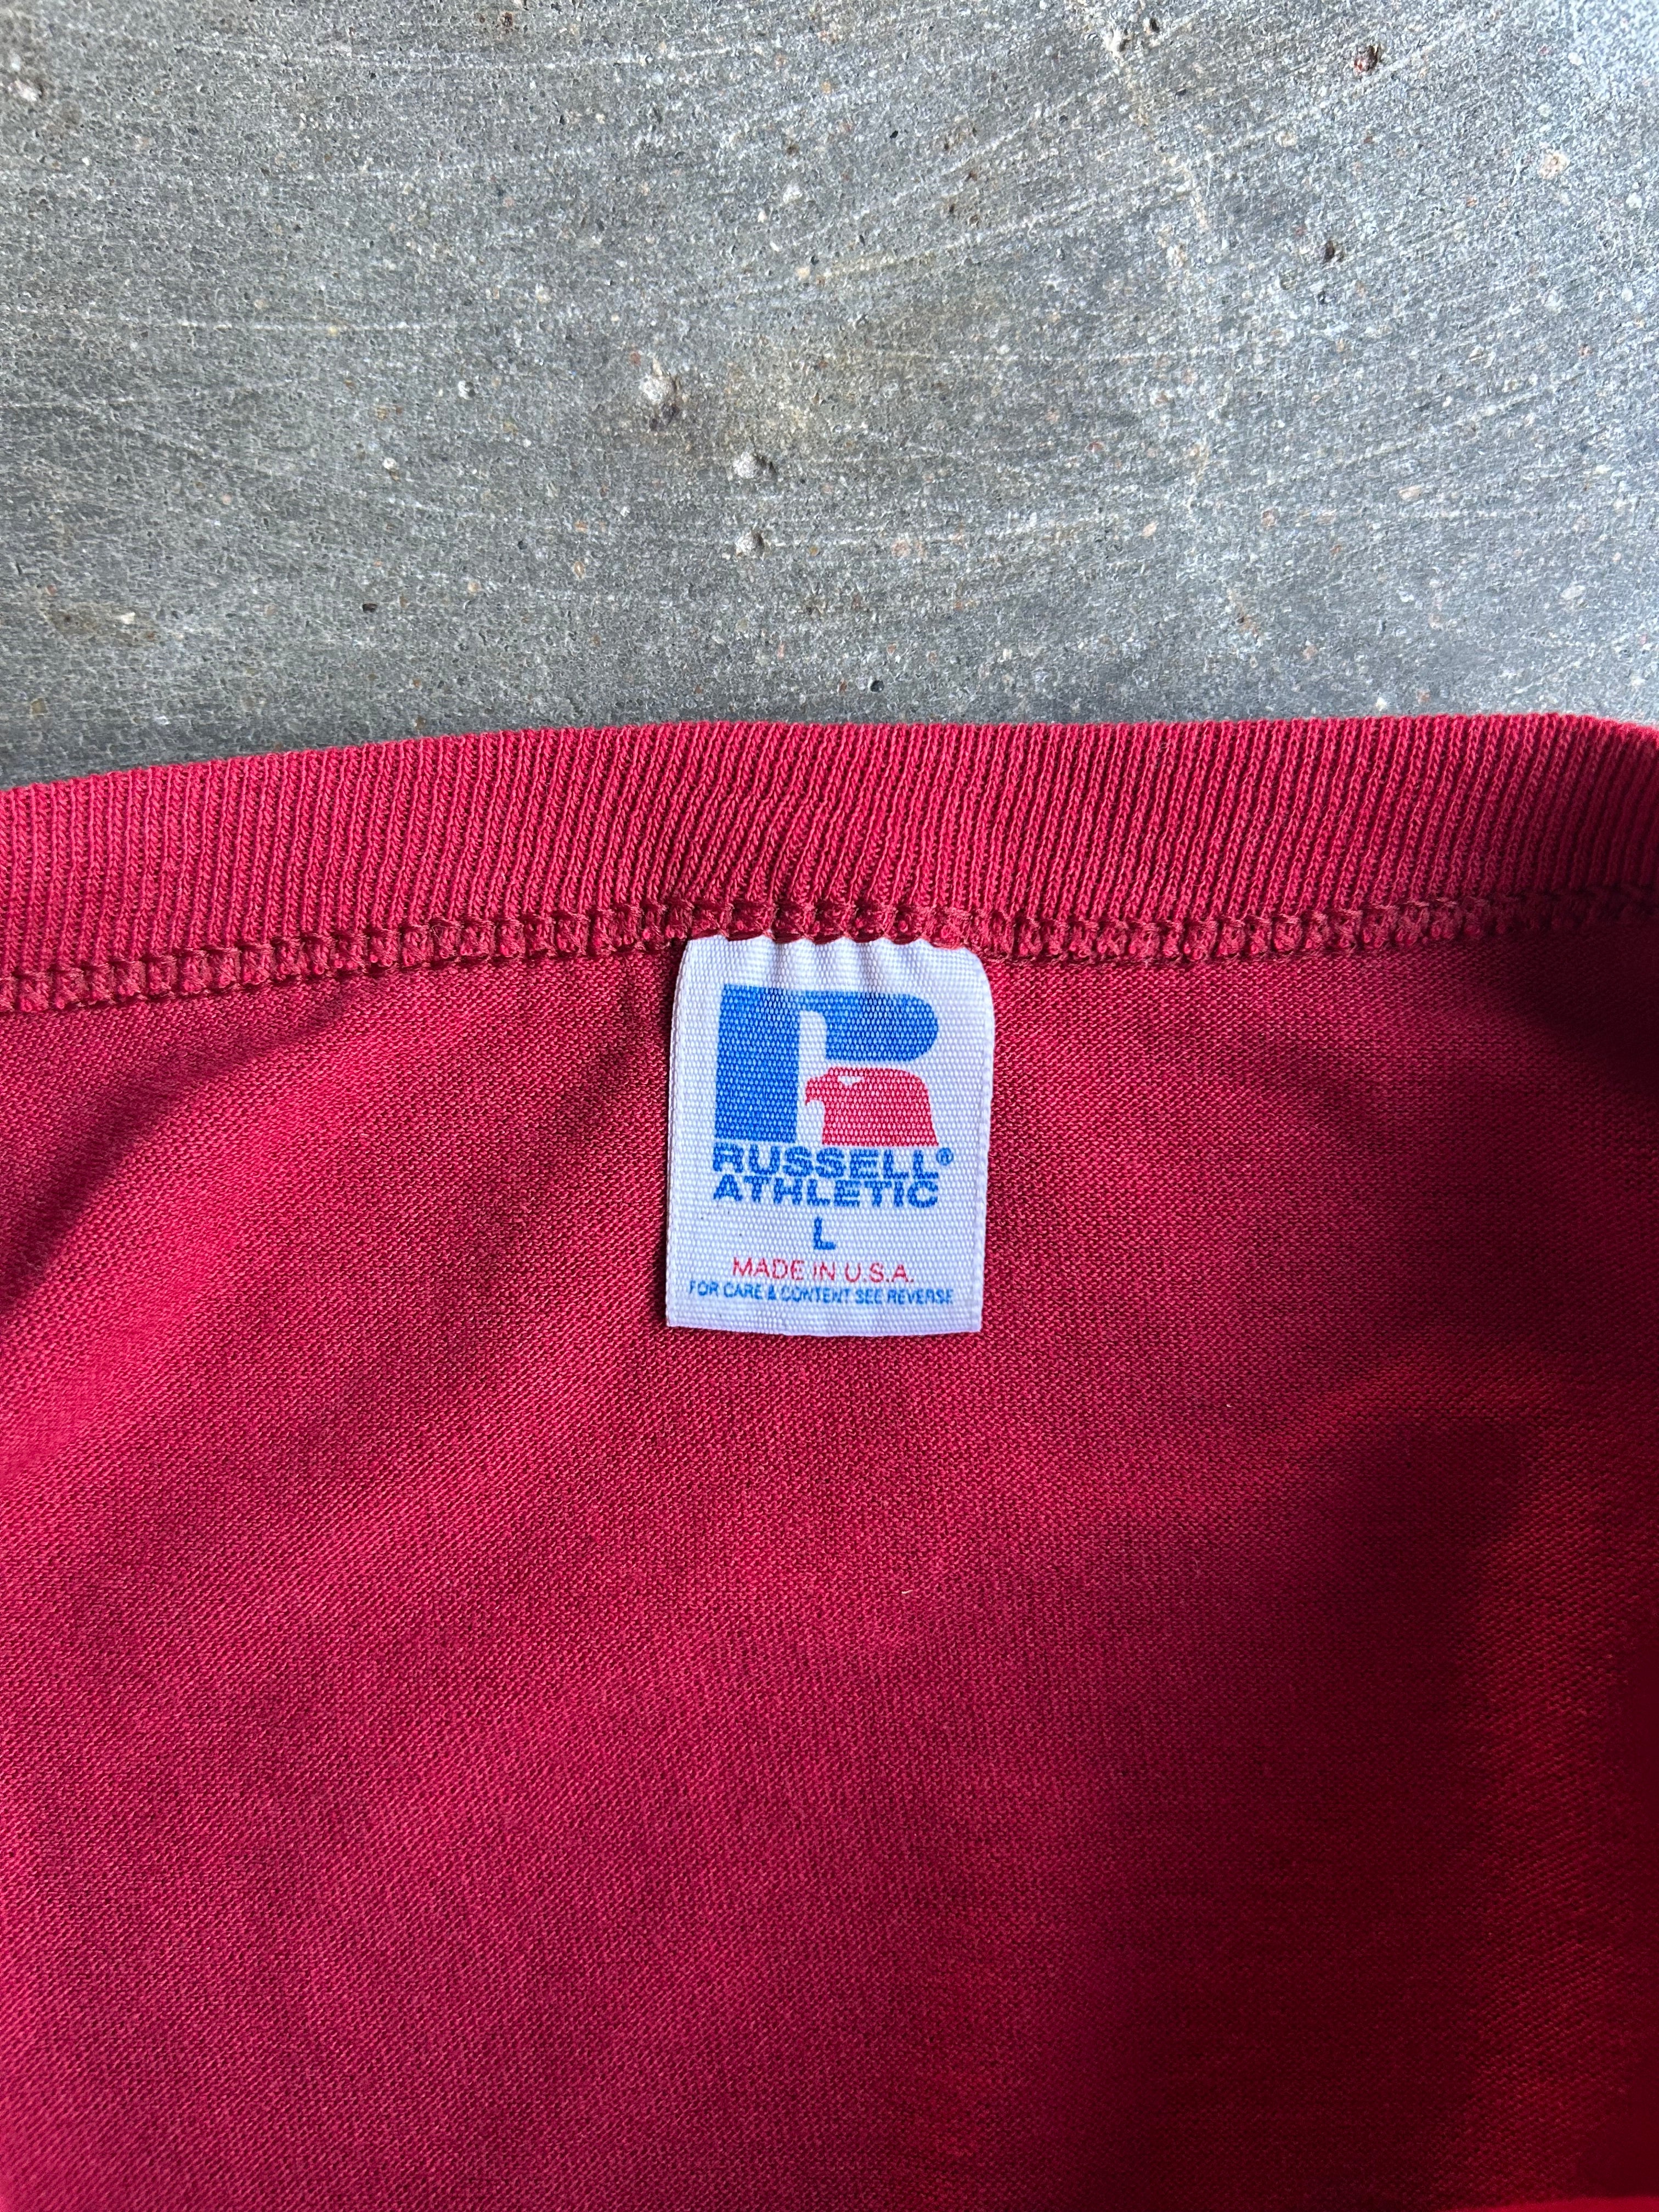 RUSSELL®
ATHLETIC
L
MADE IN U.S.A.
FOR CARE & CONTENT SEE REVERSE